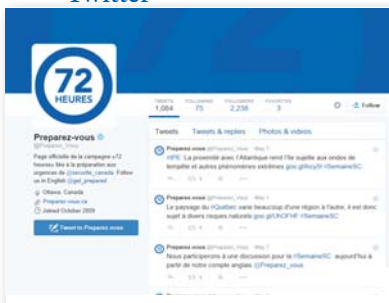 Twitter
72
HEURES
TWEETS FOLLOWING FOLLOWERS FAVORITES
1,084 75 2,236 3
Follow
Preparez-vous
@Preparez_Vous
Page officielle de la campagne «72
heures» liée à la préparation aux
urgences de @securite_canada Follow
us in English @get_prepared
Ottawa, Canada
Preparez-vous.ca
Joined October 2009
Tweet to Preparez-vous
Tweets Tweets & replies Photos & videos
Preparez-vous @Preparez_Vous · May 7
#IPE: La proximité avec l'Atlantique rend l'île sujette aux ondes de
tempête et autres phénomènes extrêmes #SemaineSC
Preparez-vous @Preparez_Vous · May 7
Le paysage du #Québec varie beaucoup d'une région à l'autre, il est donc
sujet à divers risques naturels #SemaineSC
Preparez-vous @Preparez_Vous · May 7
Nous participerons à une discussion pour la #SemaineSC aujourd'hui à
partir de notre compte anglais @Preparez_vous